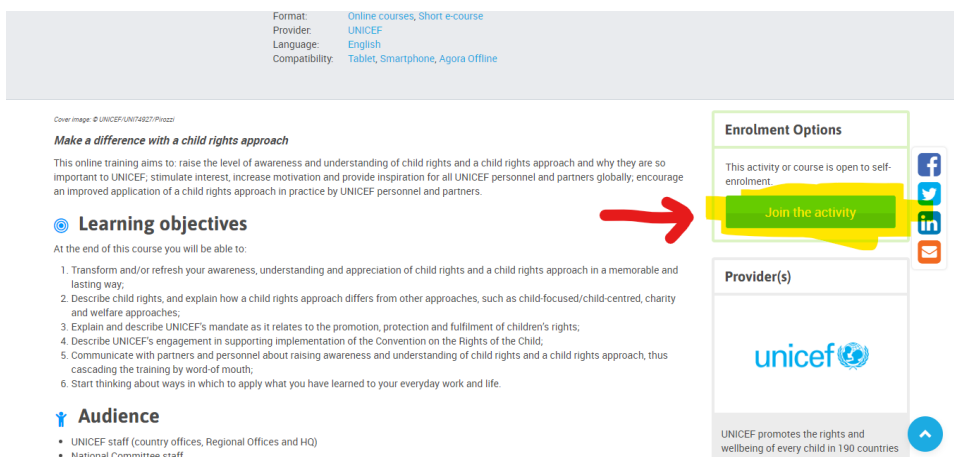 Format: Online courses, Short e-course
Provider: UNICEF
Language: English
Compatibility: Tablet, Smartphone, Agora Offline
Cover image: © UNICEF/UNI74927/Pirozzi
Make a difference with a child rights approach
This online training aims to: raise the level of awareness and understanding of child rights and a child rights approach and why they are so
important to UNICEF; stimulate interest, increase motivation and provide inspiration for all UNICEF personnel and partners globally; encourage
an improved application of a child rights approach in practice by UNICEF personnel and partners.
Learning objectives
At the end of this course you will be able to:
1. Transform and/or refresh your awareness, understanding and appreciation of child rights and a child rights approach in a memorable and
lasting way;
2. Describe child rights, and explain how a child rights approach differs from other approaches, such as child-focused/child-centred, charity
and welfare approaches;
3. Explain and describe UNICEF's mandate as it relates to the promotion, protection and fulfilment of children's rights;
4. Describe UNICEF's engagement in supporting implementation of the Convention on the Rights of the Child;
5. Communicate with partners and personnel about raising awareness and understanding of child rights and a child rights approach, thus
cascading the training by word-of mouth;
6. Start thinking about ways in which to apply what you have learned to your everyday work and life.
Audience
UNICEF staff (country offices, Regional Offices and HQ)
National Committee staff
Enrolment Options
This activity or course is open to self-
enrolment.
Join the activity
Provider(s)
unicef
UNICEF promotes the rights and
wellbeing of every child in 190 countries